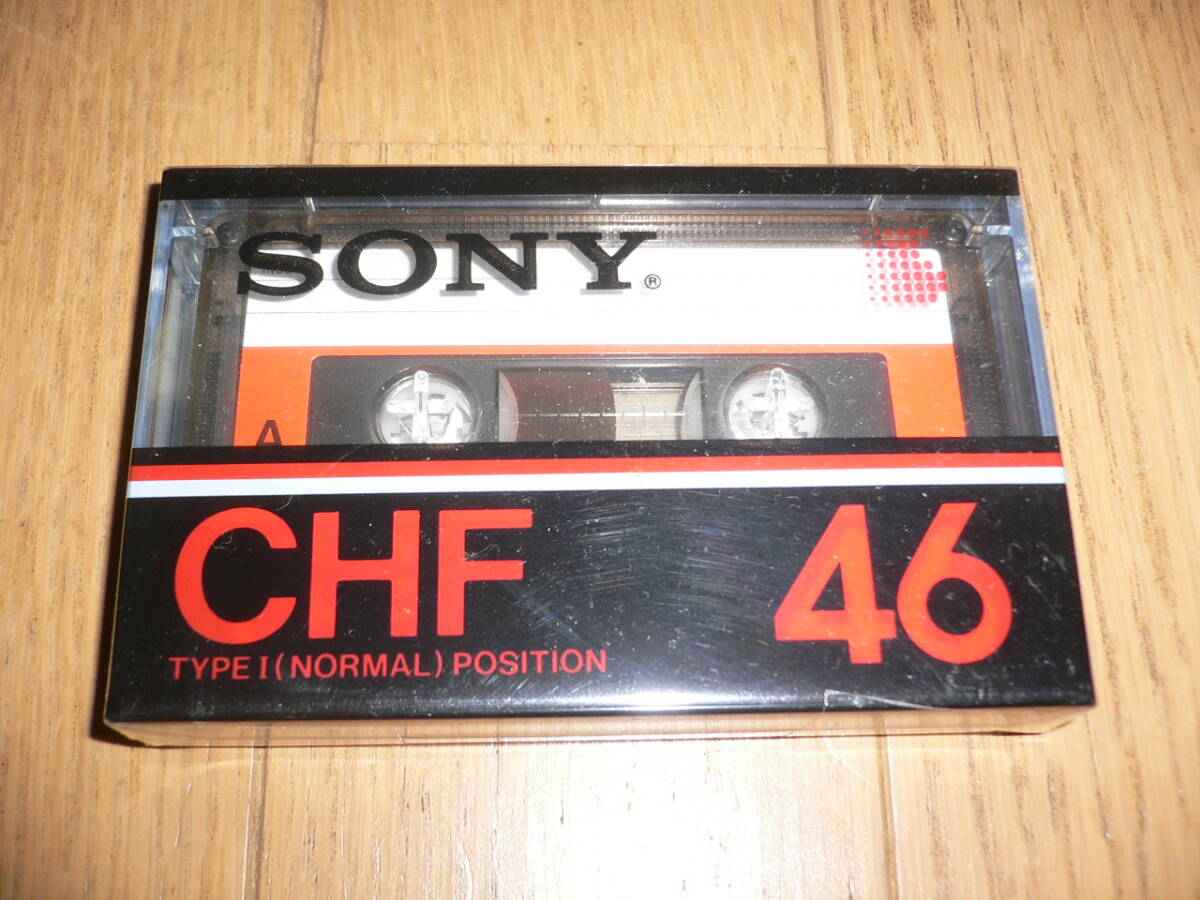 SONY®
A
CHF 46
TYPE I (NORMAL) POSITION